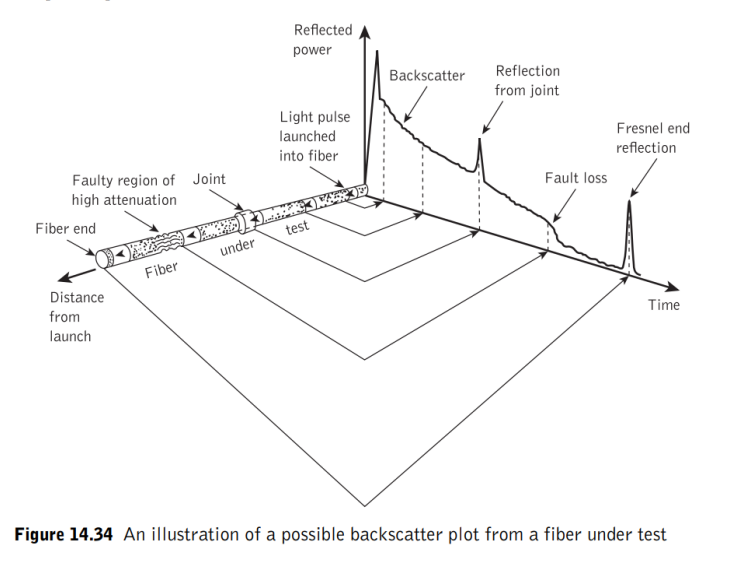 Reflected
power
Backscatter
Reflection
from joint
Light pulse
launched
into fiber
Fresnel end
reflection
Faulty region of
high attenuation
Joint
Fault loss
Fiber end
Fiber
under
test
Distance
from
launch
Time
Figure 14.34 An illustration of a possible backscatter plot from a fiber under test